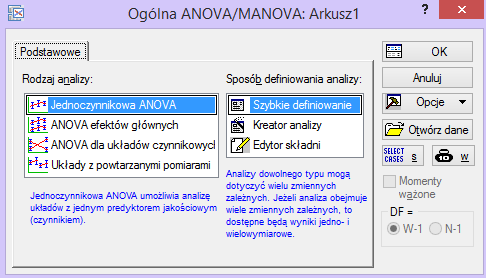 Ogólna ANOVA/MANOVA: Arkusz1
?
Podstawowe
Rodzaj analizy:
Jednoczynnikowa ANOVA
ANOVA efektów głównych
ANOVA dla układów czynnikowych
Układy z powtarzanymi pomiarami
Jednoczynnikowa ANOVA umożliwia analizę
układów z jednym predyktorem jakościowym
(czynnikiem).
Sposób definiowania analizy:
Szybkie definiowanie
Kreator analizy
Edytor składni
Analizy dowolnego typu mogą
dotyczyć wielu zmiennych
zależnych. Jeżeli analiza obejmuje
wiele zmiennych zależnych, to
dostępne będą wyniki jedno- i
wielowymiarowe.
OK
Anuluj
Opcje
Otwórz dane
SELECT CASES S W
Momenty
ważone
DF =
W-1 N-1